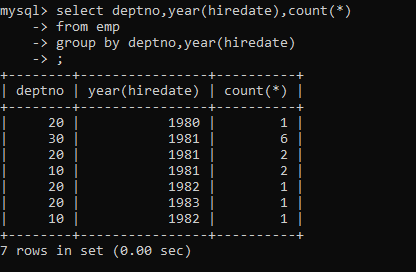 mysql> select deptno,year(hiredate),count(*)
    -> from emp
    -> group by deptno,year(hiredate)
    -> ;
+--------+----------------+----------+
| deptno | year(hiredate) | count(*) |
+--------+----------------+----------+
|     20 |           1980 |        1 |
|     30 |           1981 |        6 |
|     20 |           1981 |        2 |
|     10 |           1981 |        2 |
|     20 |           1982 |        1 |
|     20 |           1983 |        1 |
|     10 |           1982 |        1 |
+--------+----------------+----------+
7 rows in set (0.00 sec)